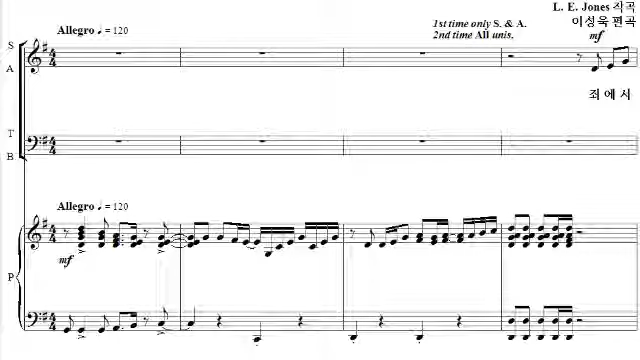 L. E. Jones 작곡
이성욱 편곡
Allegro ♩ = 120
1st time only S. & A.
2nd time All unis.
mf
S
A
죄 에 서
T
B
Allegro ♩ = 120
mf
P